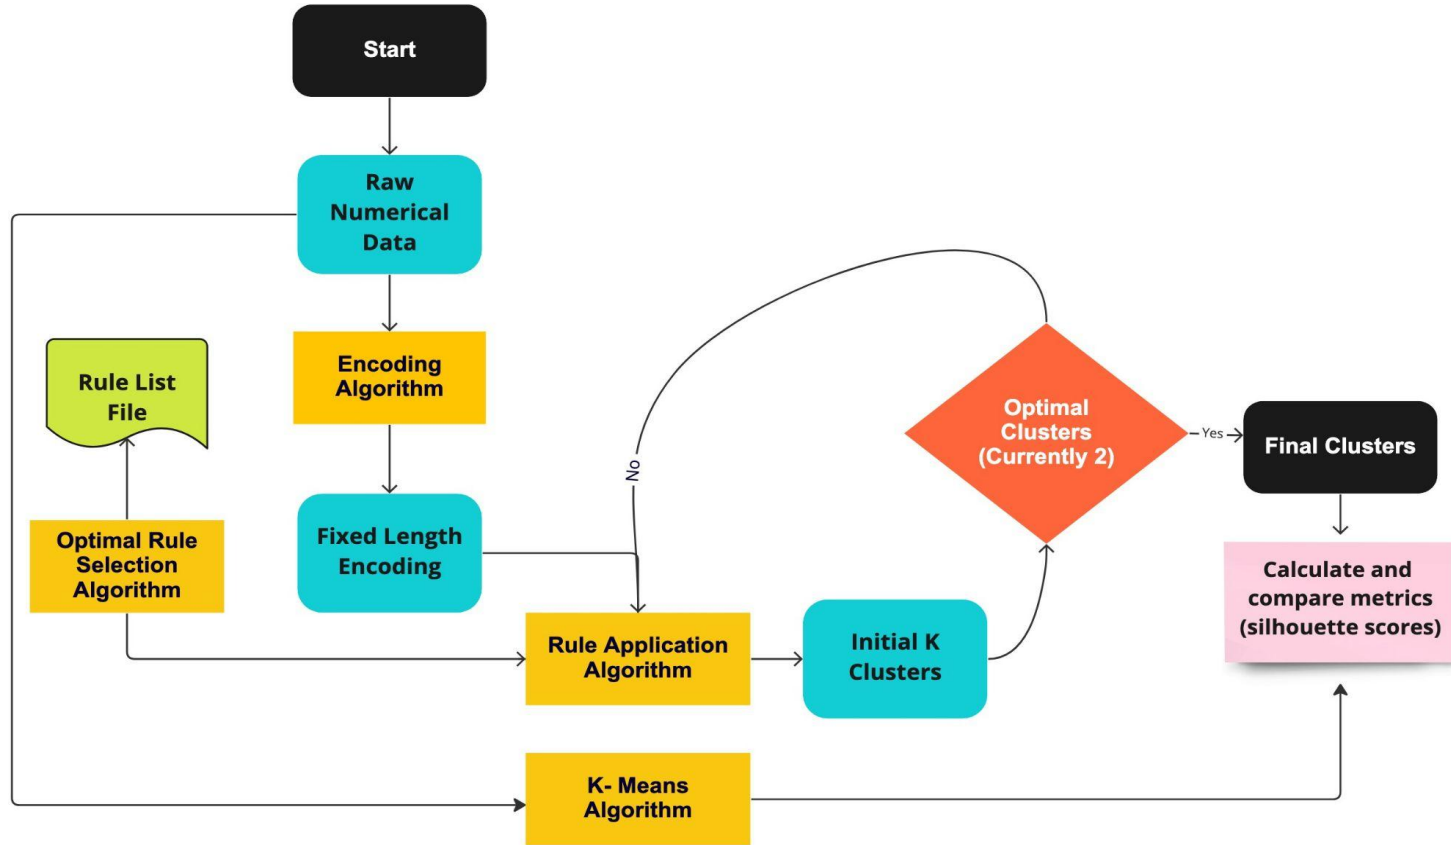 Start
Raw
Numerical
Data
Encoding
Algorithm
Rule List
File
Optimal Rule
Selection
Algorithm
Fixed Length
Encoding
Rule Application
Algorithm
Initial K
Clusters
No
Optimal
Clusters
(Currently 2)
Yes
Final Clusters
Calculate and
compare metrics
(silhouette scores)
K- Means
Algorithm